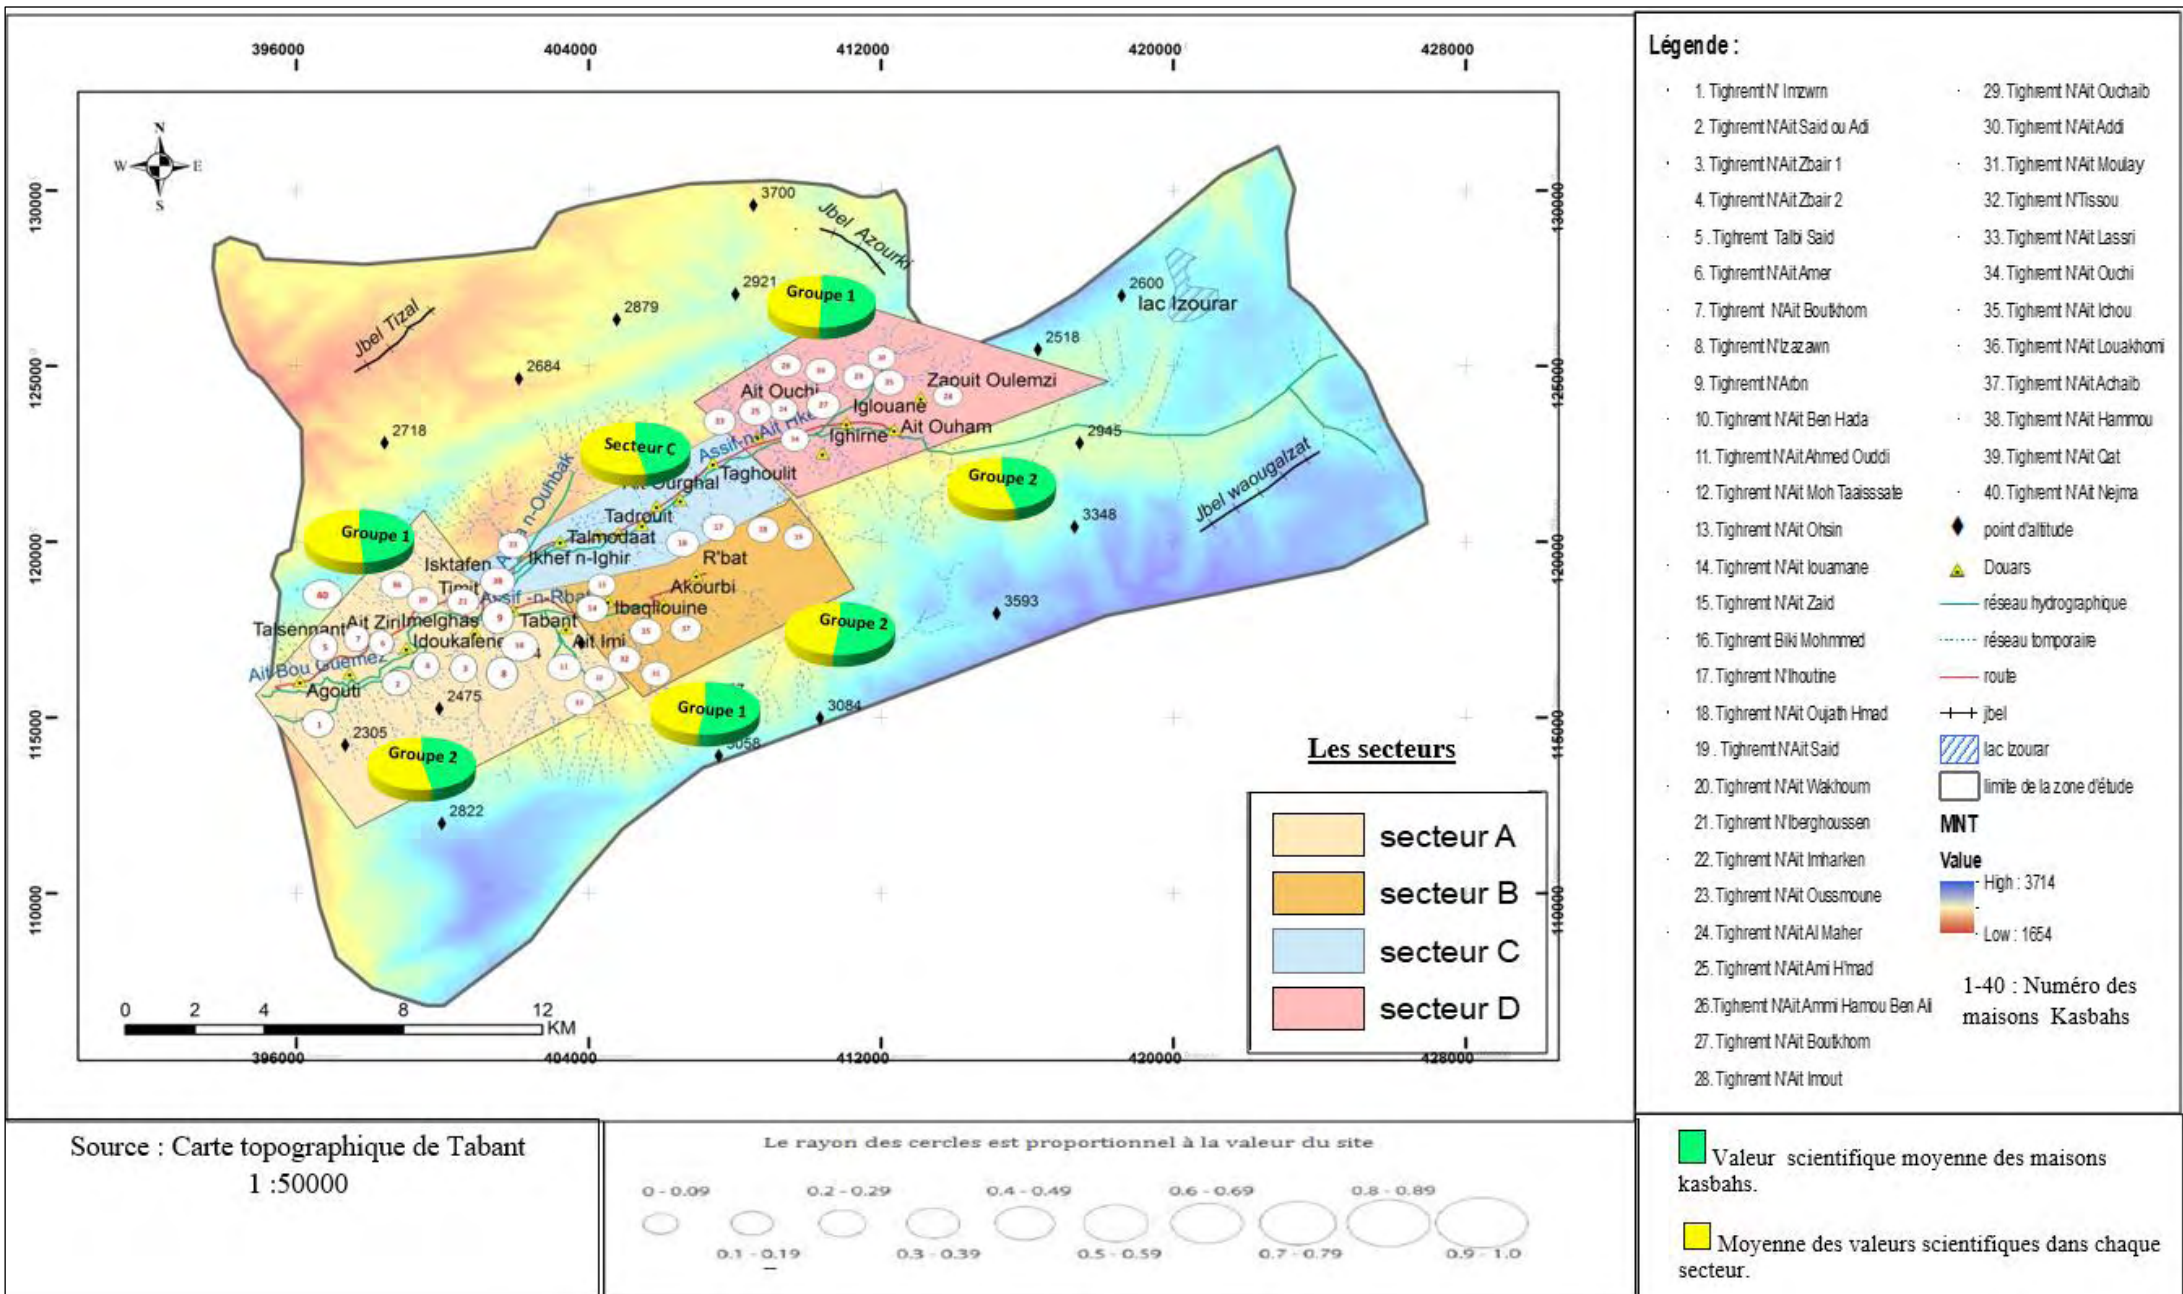 396000
404000
412000
420000
428000
N
W
E
S
130000
125000
120000
115000
110000
130000
125000
120000
115000
110000
3700
Jbel Azourki
2921
Groupe 1
2879
Jbel Tizal
2684
2718
2600
lac Izourar
2518
Zaouit Oulemzi
Ait Ouchi
Iglouane
Ighirne
Ait Ouham
Secteur C
Taghoulit
2945
Groupe 2
Jbel waougalzat
3348
Tadrouit
Talmodaat
Ikhef n-Ighir
Groupe 1
Isktafen
Timit
R'bat
Akourbi
Ibaqliouine
3593
Talsennant
Ait Ziri
Imelghas
Idoukalene
Tabant
Ait Imi
Groupe 2
Ait Bou Guemez
Agouti
2475
2305
Groupe 1
3084
3058
Groupe 2
2822
0 2 4 8 12
KM
396000
404000
412000
420000
428000
Les secteurs
secteur A
secteur B
secteur C
secteur D
Légende :
1. Tighremt N' Imzwrn
2. Tighremt N'Ait Said ou Adi
3. Tighremt N'Ait Zbair 1
4. Tighremt N'Ait Zbair 2
5 .Tighremt Talbi Said
6. Tighremt N'Ait Amer
7. Tighremt N'Ait Boutkhom
8. Tighremt N'Izazawn
9. Tighremt N'Arbn
10. Tighremt N'Ait Ben Hada
11. Tighremt N'Ait Ahmed Ouddi
12. Tighremt N'Ait Moh Taaisssate
13. Tighremt N'Ait Ohsin
14. Tighremt N'Ait Iouamane
15. Tighremt N'Ait Zaid
16. Tighremt Biki Mohmmed
17. Tighremt N'Ihoutine
18. Tighremt N'Ait Oujath Hmad
19 . Tighremt N'Ait Said
20. Tighremt N'Ait Wakhoum
21. Tighremt N'Iberghoussen
22. Tighremt N'Ait Imharken
23. Tighremt N'Ait Oussmoune
24. Tighremt N'Ait Al Maher
25. Tighremt N'Ait Ami H'mad
26.Tighremt N'Ait Ammi Hamou Ben Ali
27. Tighremt N'Ait Boutkhom
28. Tighremt N'Ait Imout
29. Tighremt N'Ait Ouchaib
30. Tighremt N'Ait Addi
31. Tighremt N'Ait Moulay
32. Tighremt N'Tissou
33. Tighremt N'Ait Lassri
34. Tighremt N'Ait Ouchi
35. Tighremt N'Ait Ichou
36. Tighremt N'Ait Louakhomi
37. Tighremt N'Ait Achaib
38. Tighremt N'Ait Hammou
39. Tighremt N'Ait Qat
40. Tighremt N'Ait Nejma
point d'altitude
Douars
réseau hydrographique
réseau tomporaire
route
jbel
lac Izourar
limite de la zone d'étude
MNT
Value
High : 3714
Low : 1654
1-40 : Numéro des
maisons Kasbahs
Source : Carte topographique de Tabant
1 :50000
Le rayon des cercles est proportionnel à la valeur du site
0 - 0.09
0.2 - 0.29
0.4 - 0.49
0.6 - 0.69
0.8 - 0.89
0.1 - 0.19
0.3 - 0.39
0.5 - 0.59
0.7 - 0.79
0.9 - 1.0
Valeur scientifique moyenne des maisons
kasbahs.
Moyenne des valeurs scientifiques dans chaque
secteur.